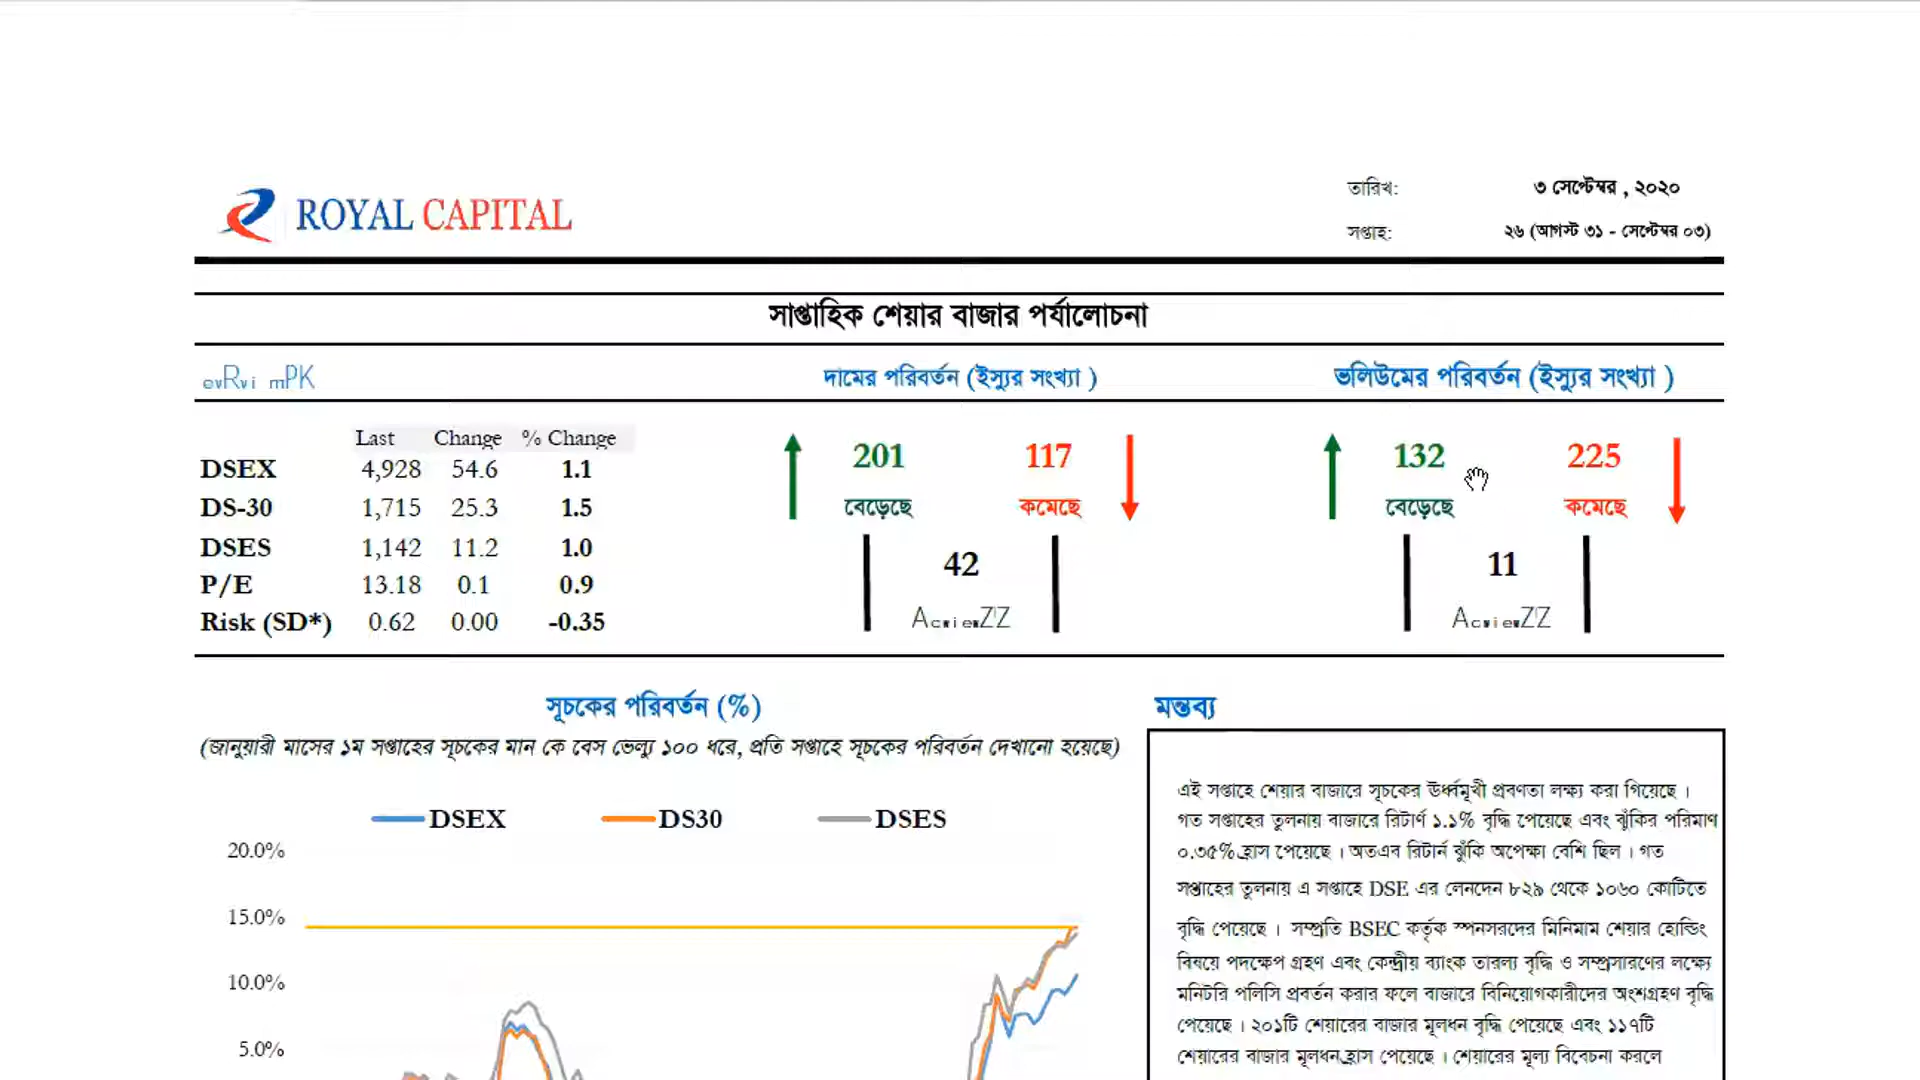 ROYAL CAPITAL
তারিখ: ৩ সেপ্টেম্বর , ২০২০
সপ্তাহ: ২৬ (আগস্ট ৩১ - সেপ্টেম্বর ০৩)
সাপ্তাহিক শেয়ার বাজার পর্যালোচনা
evRvi mPK
দামের পরিবর্তন (ইস্যুর সংখ্যা )
ভলিউমের পরিবর্তন (ইস্যুর সংখ্যা )
Last Change % Change
DSEX 4,928 54.6 1.1
DS-30 1,715 25.3 1.5
DSES 1,142 11.2 1.0
P/E 13.18 0.1 0.9
Risk (SD*) 0.62 0.00 -0.35
201 117
বেড়েছে কমেছে
42
132 225
বেড়েছে কমেছে
11
সূচকের পরিবর্তন (%)
(জানুয়ারী মাসের ১ম সপ্তাহের সূচকের মান কে বেস ভেল্যু ১০০ ধরে, প্রতি সপ্তাহে সূচকের পরিবর্তন দেখানো হয়েছে)
DSEX DS30 DSES
20.0%
15.0%
10.0%
5.0%
মন্তব্য
এই সপ্তাহে শেয়ার বাজারে সূচকের ঊর্ধ্বমূখী প্রবণতা লক্ষ্য করা গিয়েছে ।
গত সপ্তাহের তুলনায় বাজারে রিটার্ণ ১.১% বৃদ্ধি পেয়েছে এবং ঝুঁকির পরিমাণ
০.৩৫% হ্রাস পেয়েছে । অতএব রিটার্ন ঝুঁকি অপেক্ষা বেশি ছিল । গত
সপ্তাহের তুলনায় এ সপ্তাহে DSE এর লেনদেন ৮২৯ থেকে ১০৬০ কোটিতে
বৃদ্ধি পেয়েছে । সম্প্রতি BSEC কর্তৃক স্পনসরদের মিনিমাম শেয়ার হোল্ডিং
বিষয়ে পদক্ষেপ গ্রহণ এবং কেন্দ্রীয় ব্যাংক তারল্য বৃদ্ধি ও সম্প্রসারণের লক্ষ্যে
মনিটরি পলিসি প্রবর্তন করার ফলে বাজারে বিনিয়োগকারীদের অংশগ্রহণ বৃদ্ধি
পেয়েছে । ২০১টি শেয়ারের বাজার মূলধন বৃদ্ধি পেয়েছে এবং ১১৭টি
শেয়ারের বাজার মূলধন হ্রাস পেয়েছে । শেয়ারের মূল্য বিবেচনা করলে